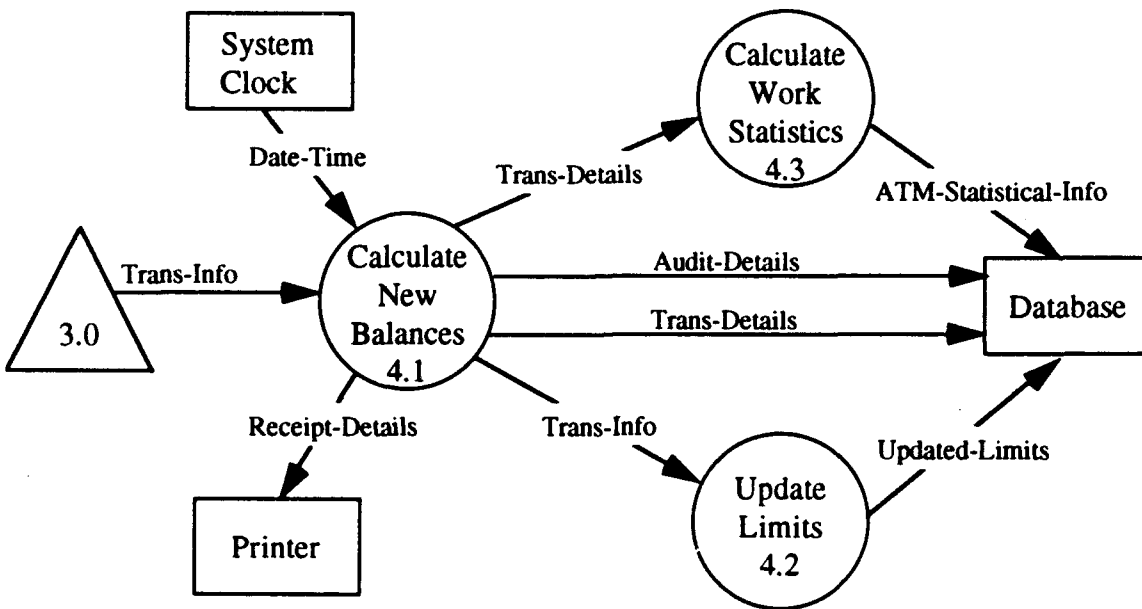 System
Clock
Calculate
Work
Statistics
4.3
Date-Time
Trans-Details
ATM-Statistical-Info
Trans-Info
3.0
Calculate
New
Balances
4.1
Audit-Details
Trans-Details
Database
Receipt-Details
Trans-Info
Updated-Limits
Printer
Update
Limits
4.2